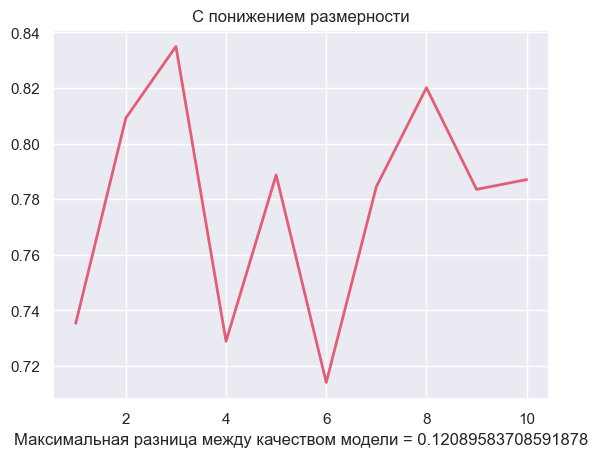 С понижением размерности
0.84
0.82
0.80
0.78
0.76
0.74
0.72
2 4 6 8 10
Максимальная разница между качеством модели = 0.12089583708591878